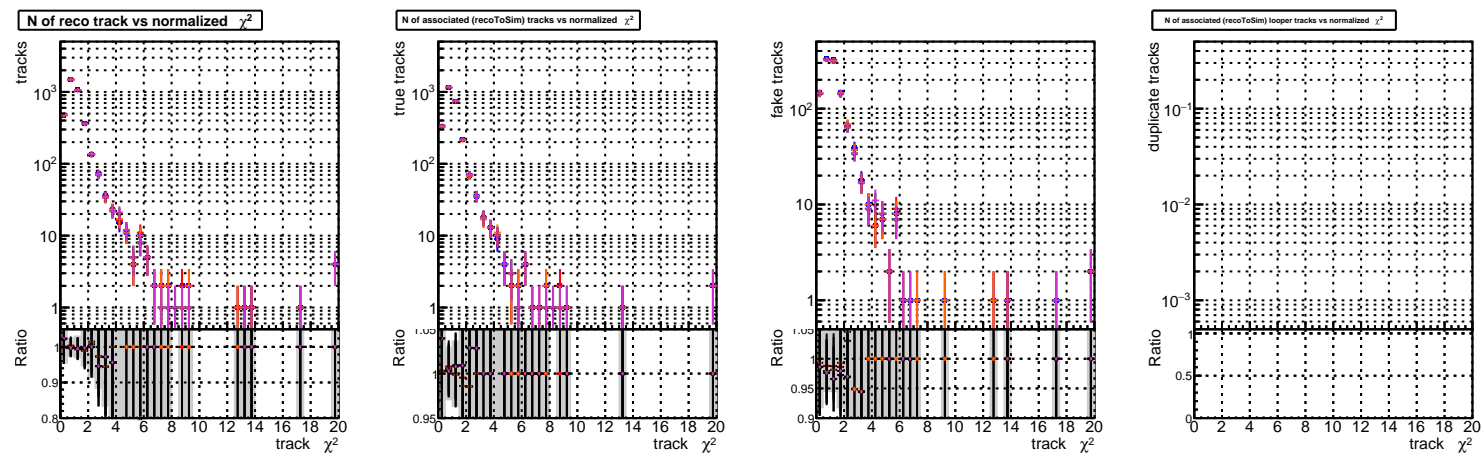 N of reco track vs normalized χ²
tracks
10³
10²
10
1
Ratio
1
0.9
0.8
0 2 4 6 8 10 12 14 16 18 20
track χ²
N of associated (recoToSim) tracks vs normalized χ²
true tracks
10³
10²
10
1
Ratio
1.05
1
0.95
0 2 4 6 8 10 12 14 16 18 20
track χ²
fake tracks
10²
10
1
Ratio
1.05
1
0.95
0.9
0 2 4 6 8 10 12 14 16 18 20
track χ²
N of associated (recoToSim) looper tracks vs normalized χ²
duplicate tracks
10⁻¹
10⁻²
10⁻³
Ratio
1
0.5
0
0 2 4 6 8 10 12 14 16 18 20
track χ²